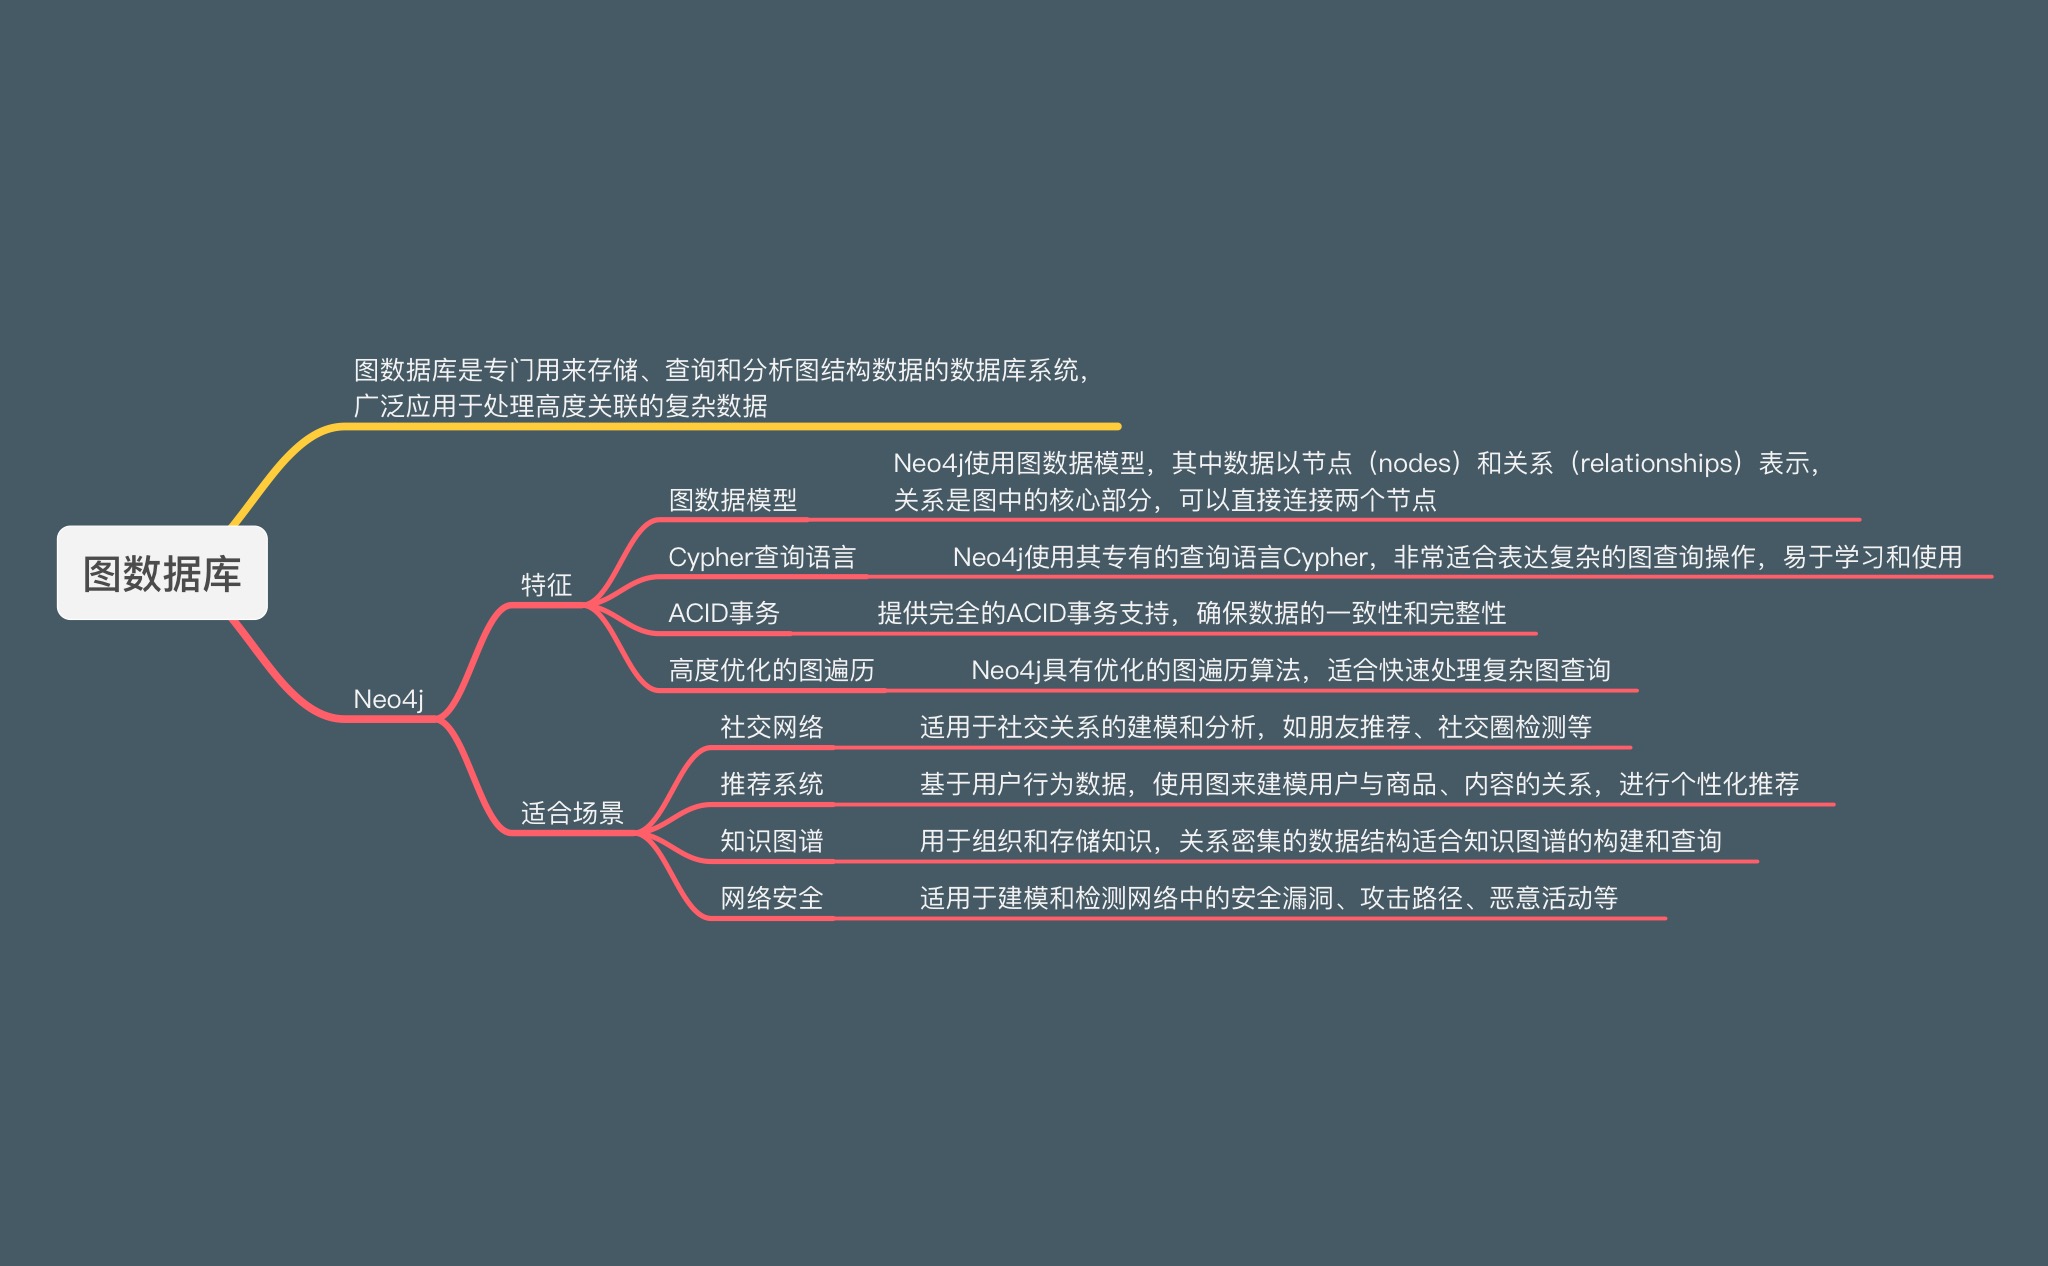 图数据库
图数据库是专门用来存储、查询和分析图结构数据的数据库系统，
广泛应用于处理高度关联的复杂数据
Neo4j
特征
图数据模型
Neo4j使用图数据模型，其中数据以节点（nodes）和关系（relationships）表示，
关系是图中的核心部分，可以直接连接两个节点
Cypher查询语言
Neo4j使用其专有的查询语言Cypher，非常适合表达复杂的图查询操作，易于学习和使用
ACID事务
提供完全的ACID事务支持，确保数据的一致性和完整性
高度优化的图遍历
Neo4j具有优化的图遍历算法，适合快速处理复杂图查询
适合场景
社交网络
适用于社交关系的建模和分析，如朋友推荐、社交圈检测等
推荐系统
基于用户行为数据，使用图来建模用户与商品、内容的关系，进行个性化推荐
知识图谱
用于组织和存储知识，关系密集的数据结构适合知识图谱的构建和查询
网络安全
适用于建模和检测网络中的安全漏洞、攻击路径、恶意活动等